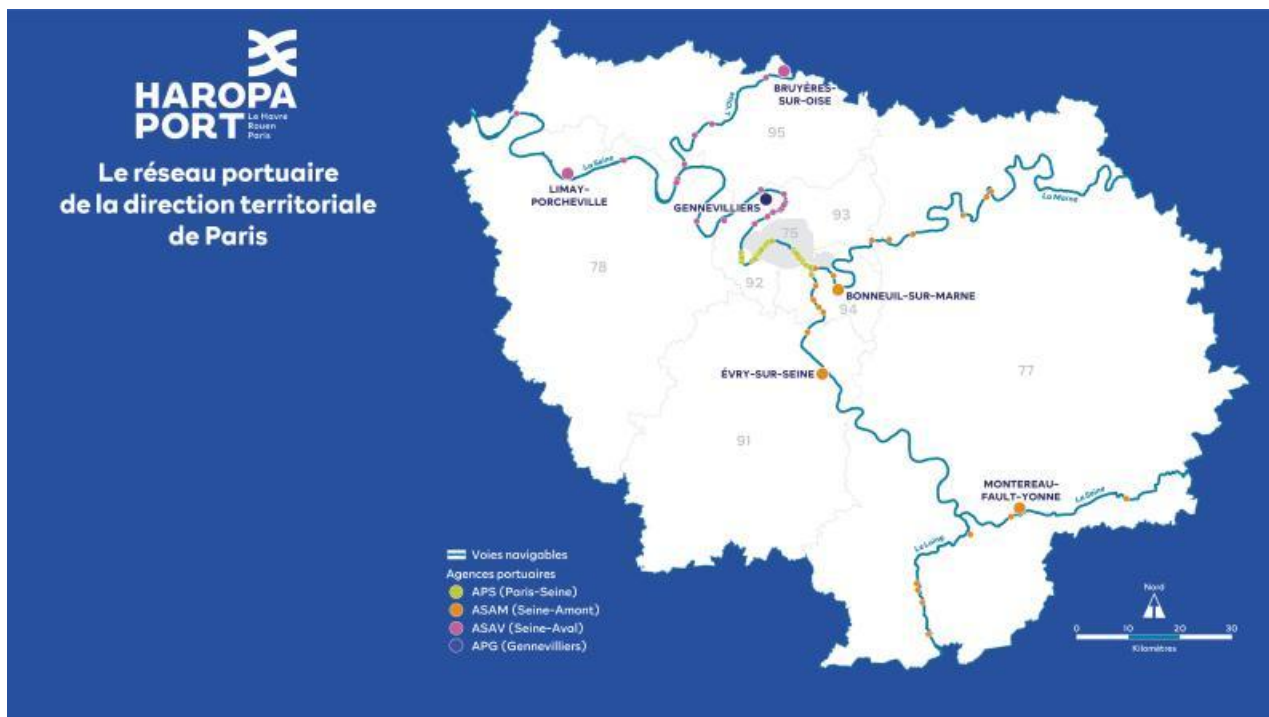 HAROPA
PORT
Le Havre
Rouen
Paris
Le réseau portuaire
de la direction territoriale
de Paris
BRUYÈRES-
SUR-OISE
L'Oise
95
La Seine
LIMAY-
PORCHEVILLE
GENNEVILLIERS
93
La Marne
75
78
92
BONNEUIL-SUR-MARNE
94
ÉVRY-SUR-SEINE
77
91
MONTEREAU-
FAULT-YONNE
La Seine
Le Loing
Voies navigables
Agences portuaires
APS (Paris-Seine)
ASAM (Seine-Amont)
ASAV (Seine-Aval)
APG (Gennevilliers)
Nord
0 10 20 30
Kilomètres